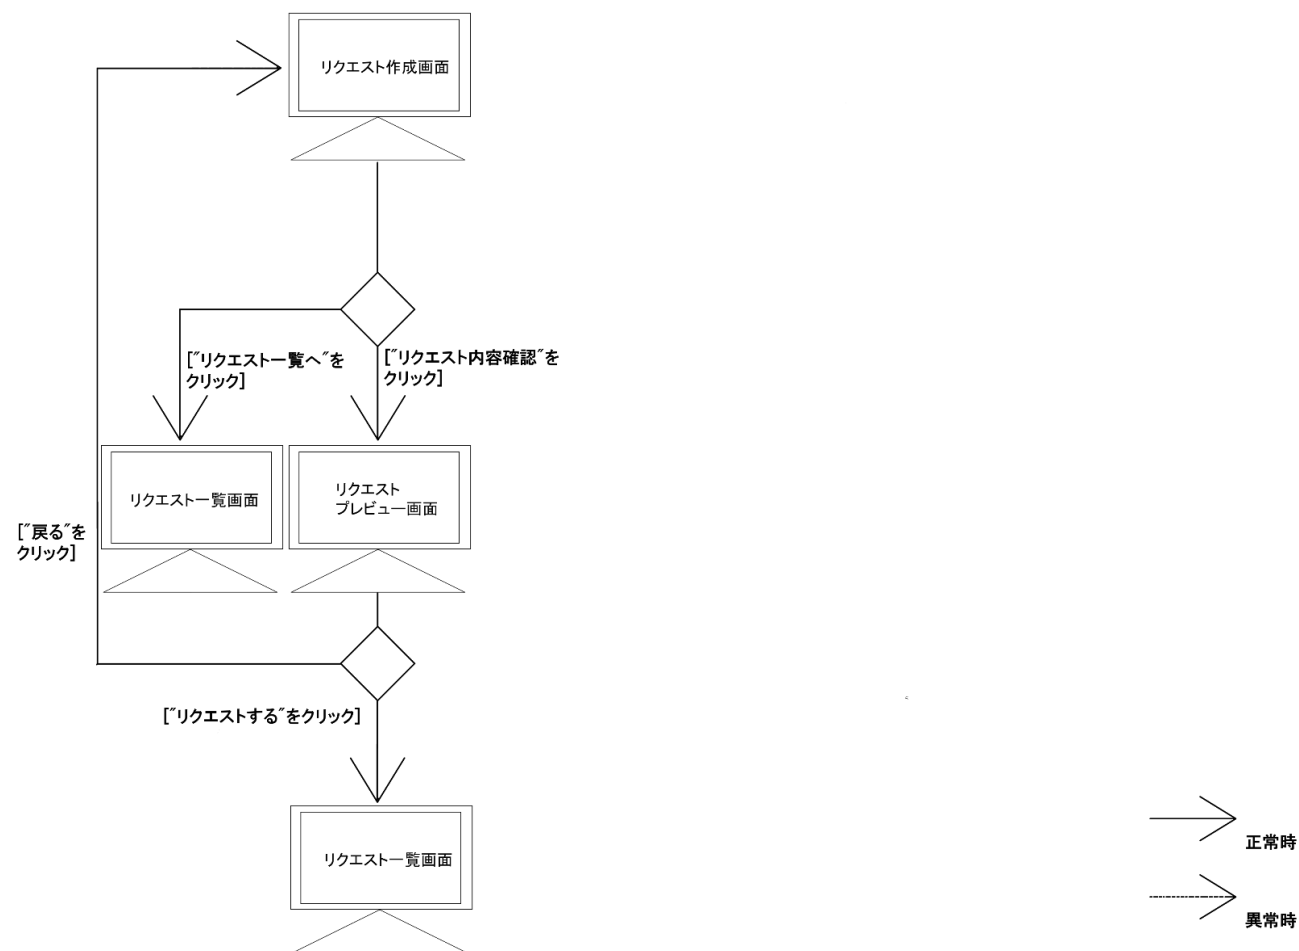 リクエスト作成画面
["リクエスト一覧へ"を
クリック]
["リクエスト内容確認"を
クリック]
リクエスト一覧画面
リクエスト
プレビュー画面
["戻る"を
クリック]
["リクエストする"をクリック]
リクエスト一覧画面
正常時
異常時